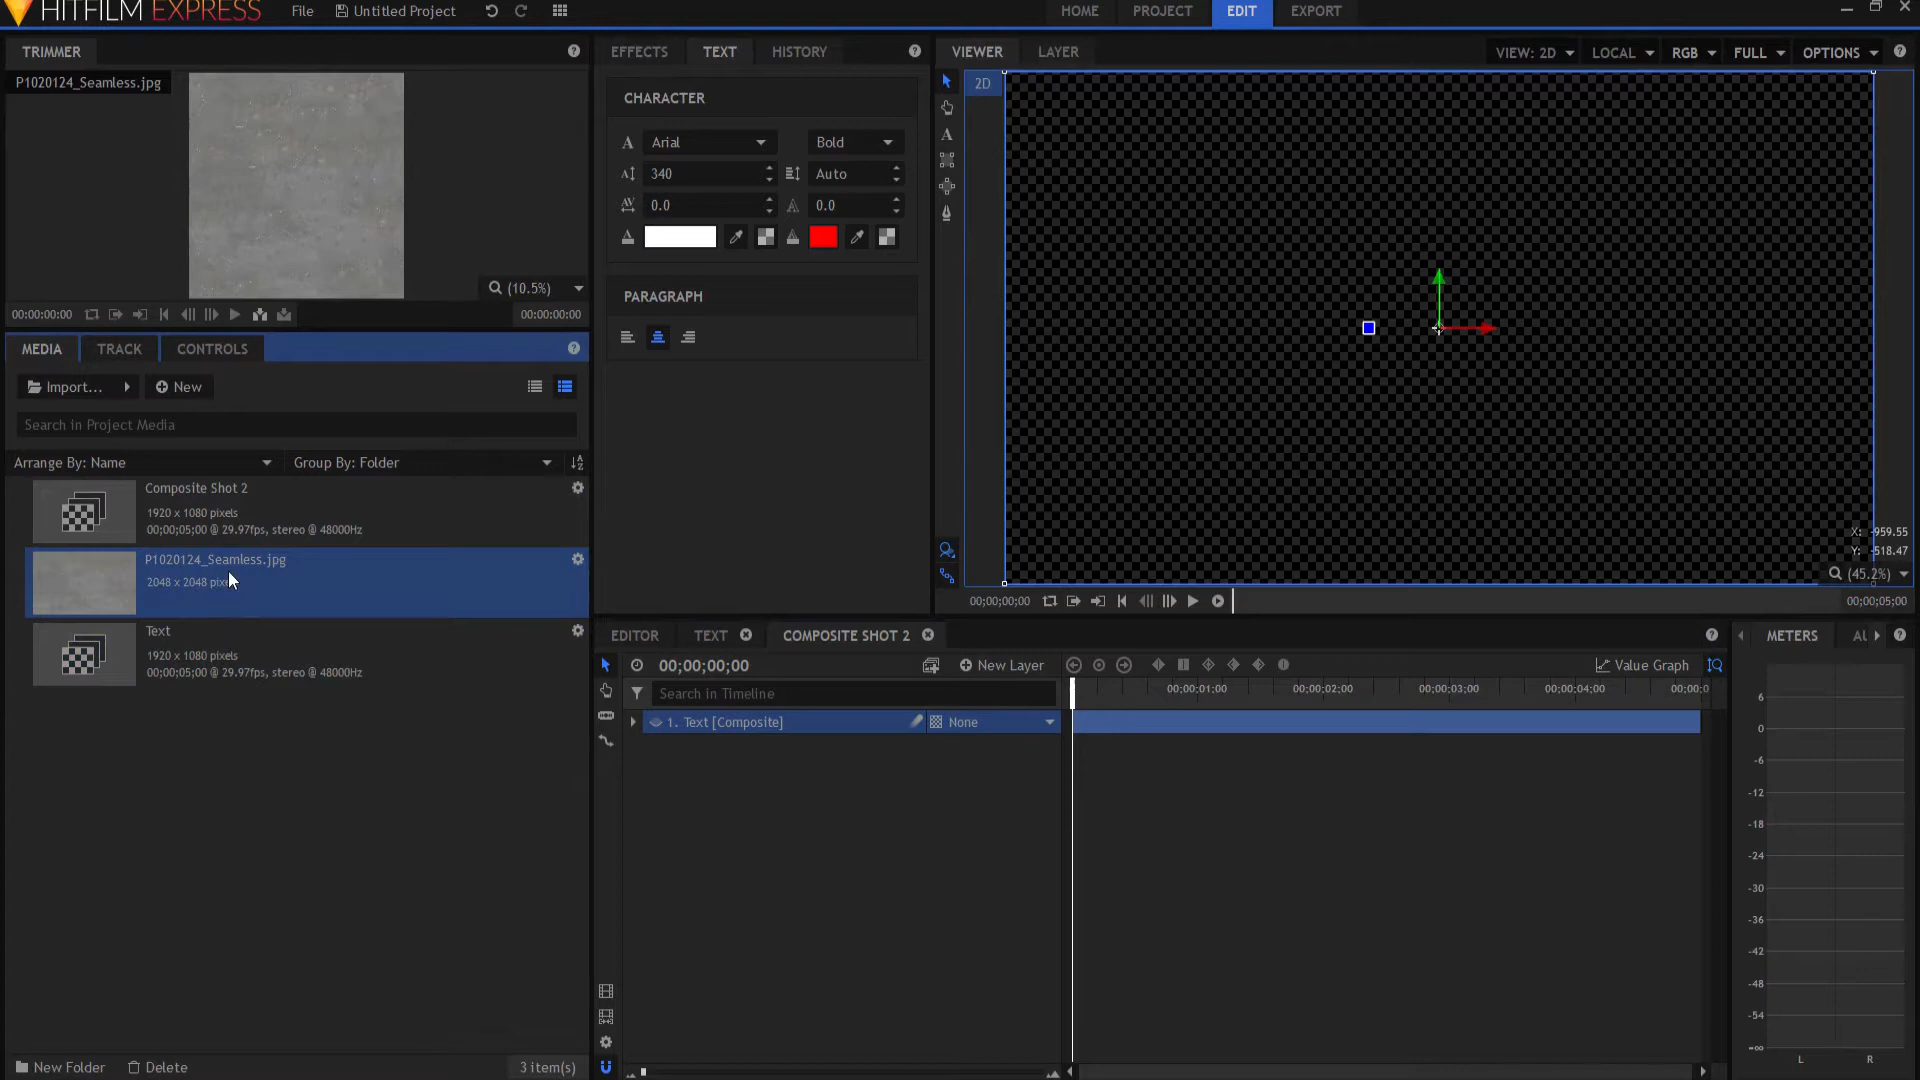 HITFILM EXPRESS
File
Untitled Project
HOME
PROJECT
EDIT
EXPORT
TRIMMER
P1020124_Seamless.jpg
(10.5%)
00:00:00:00
00:00:00:00
EFFECTS
TEXT
HISTORY
CHARACTER
Arial
Bold
340
Auto
0.0
0.0
PARAGRAPH
VIEWER
LAYER
VIEW: 2D
LOCAL
RGB
FULL
OPTIONS
2D
X: -959.55
Y: -518.47
(45.2%)
00;00;00;00
00;00;05;00
MEDIA
TRACK
CONTROLS
Import...
New
Search in Project Media
Arrange By: Name
Group By: Folder
Composite Shot 2
1920 x 1080 pixels
00;00;05;00 @ 29.97fps, stereo @ 48000Hz
P1020124_Seamless.jpg
2048 x 2048
Text
1920 x 1080 pixels
00;00;05;00 @ 29.97fps, stereo @ 48000Hz
New Folder
Delete
3 item(s)
EDITOR
TEXT
COMPOSITE SHOT 2
00;00;00;00
New Layer
Value Graph
Search in Timeline
00:00:01;00
00:00:02;00
00:00:03;00
00:00:04;00
00:00:0
1. Text [Composite]
None
METERS
6
0
-6
-12
-18
-24
-30
-36
-42
-48
-54
-∞
L
R